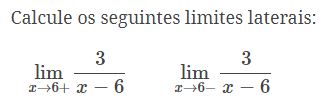 Calcule os seguintes limites laterais:
lim x→6+ 3/(x − 6)    lim x→6− 3/(x − 6)